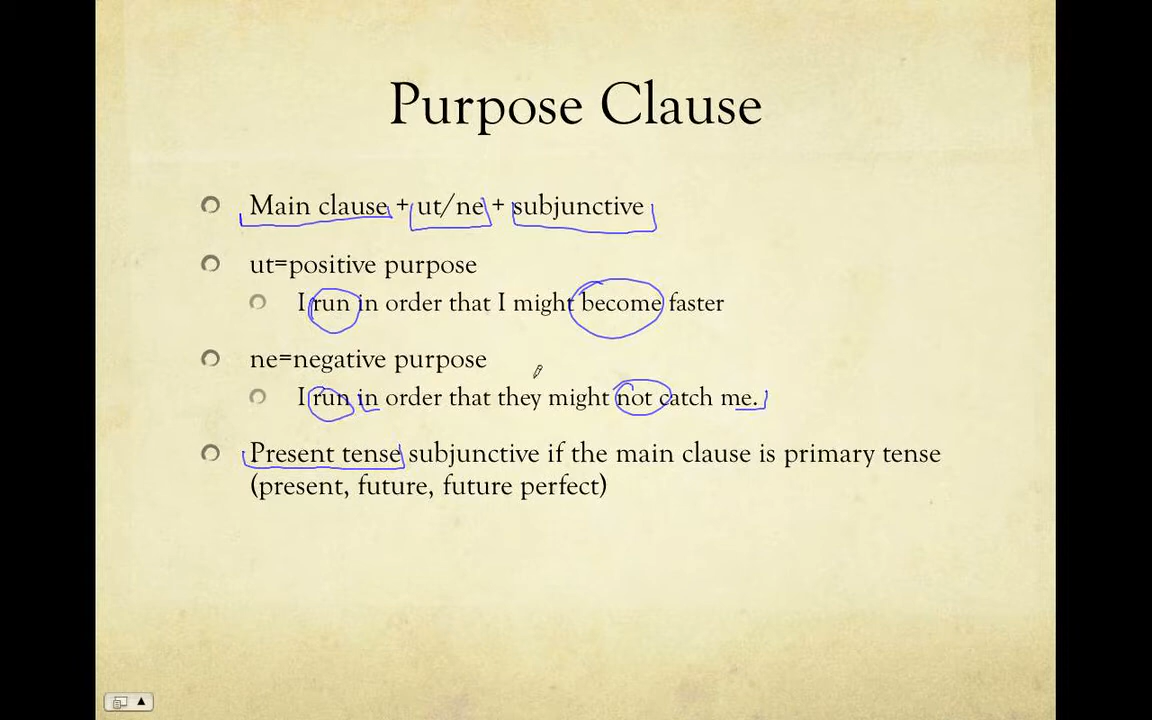 Purpose Clause
Main clause + ut/ne + subjunctive
ut=positive purpose
I run in order that I might become faster
ne=negative purpose
I run in order that they might not catch me.
Present tense subjunctive if the main clause is primary tense
(present, future, future perfect)